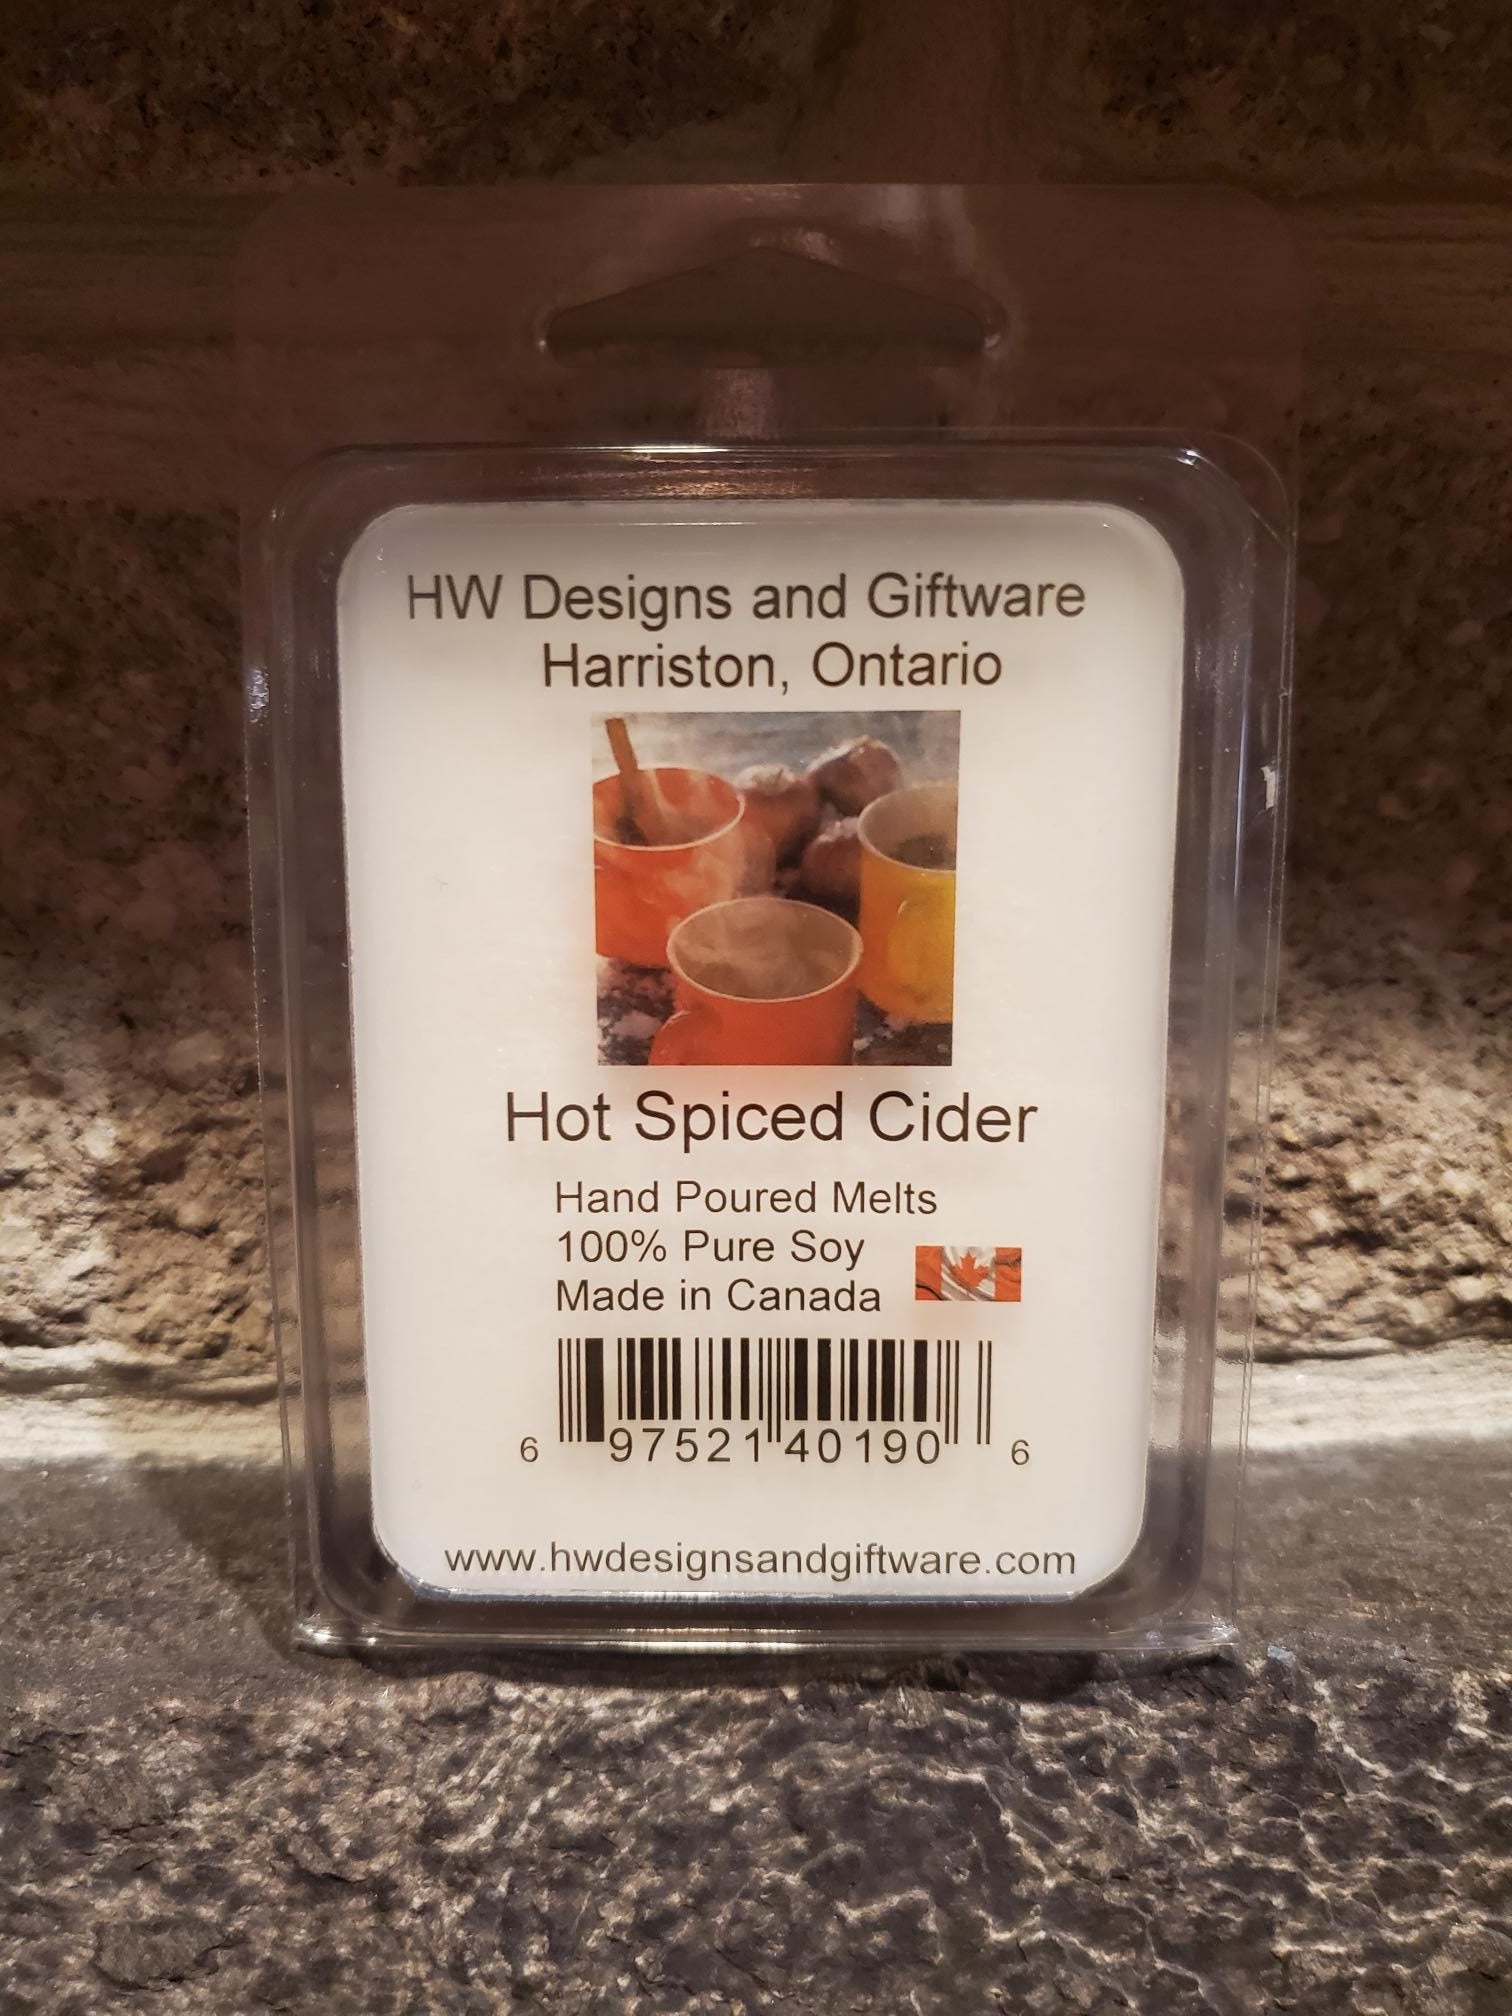 HW Designs and Giftware
Harriston, Ontario
Hot Spiced Cider
Hand Poured Melts
100% Pure Soy
Made in Canada
6 97521 40190 6
www.hwdesignsandgiftware.com